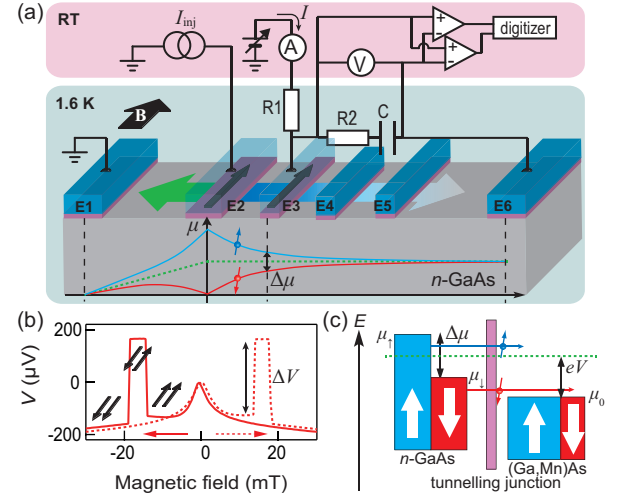 (a)
RT
I_inj
I
A
+
−
+
−
digitizer
V
1.6 K
B
R1
R2
C
E1
E2
E3
E4
E5
E6
μ
Δμ
n-GaAs
(b)
200
0
-200
V (μV)
ΔV
-20
0
20
Magnetic field (mT)
(c)
E
μ↑
Δμ
μ↓
eV
μ0
n-GaAs
(Ga,Mn)As
tunnelling junction